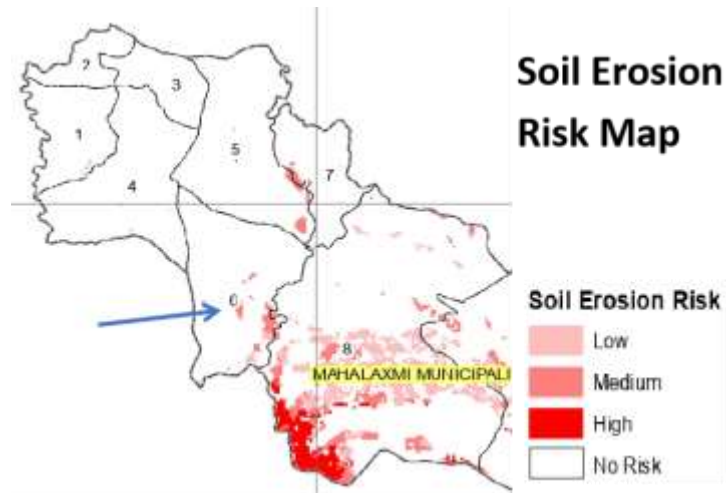 Soil Erosion
Risk Map
2
3
1
5
7
4
6
8
MAHALAXMI MUNICIPALI
Soil Erosion Risk
Low
Medium
High
No Risk